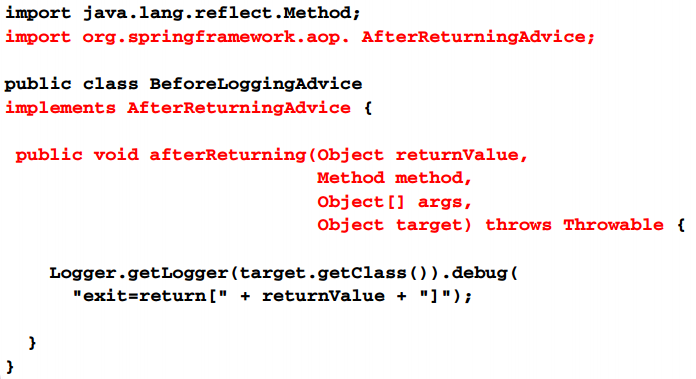 import java.lang.reflect.Method;
import org.springframework.aop. AfterReturningAdvice;
public class BeforeLoggingAdvice
implements AfterReturningAdvice {
public void afterReturning(Object returnValue,
Method method,
Object[] args,
Object target) throws Throwable {
Logger.getLogger(target.getClass()).debug(
"exit=return[" + returnValue + "]");
}
}